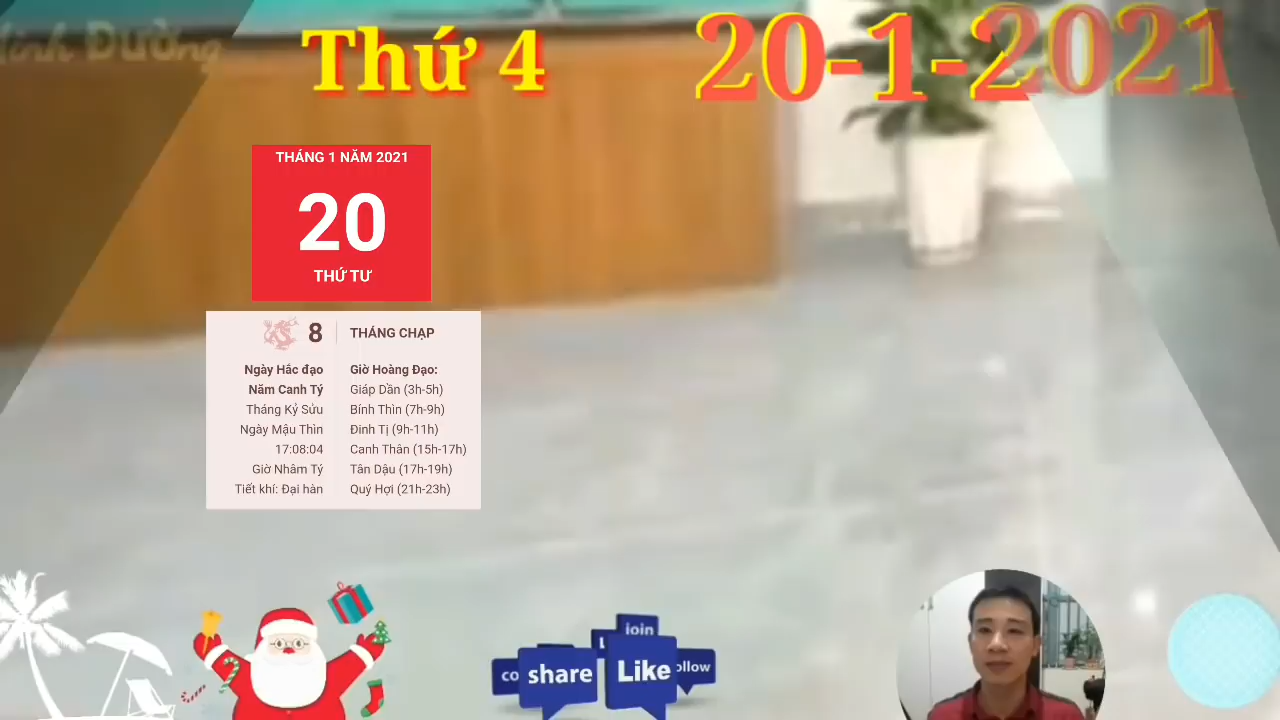 Minh Đường
Thứ 4
20-1-2021
THÁNG 1 NĂM 2021
20
THỨ TƯ
8
THÁNG CHẠP
Ngày Hắc đạo
Năm Canh Tý
Tháng Kỷ Sửu
Ngày Mậu Thìn
17:08:04
Giờ Nhâm Tý
Tiết khí: Đại hàn
Giờ Hoàng Đạo:
Giáp Dần (3h-5h)
Bính Thìn (7h-9h)
Đinh Tị (9h-11h)
Canh Thân (15h-17h)
Tân Dậu (17h-19h)
Quý Hợi (21h-23h)
join
L
co
share
Like
ollow